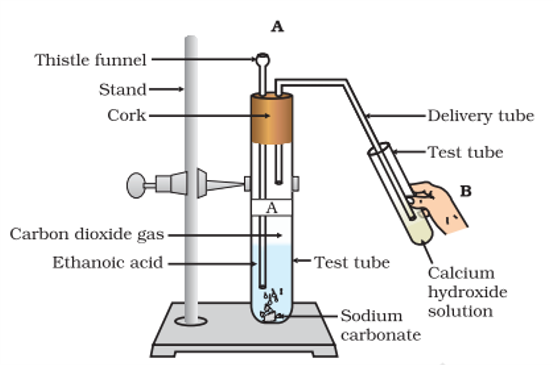 A
Thistle funnel
Stand
Cork
Delivery tube
Test tube
B
A
Carbon dioxide gas
Ethanoic acid
Test tube
Calcium
hydroxide
solution
Sodium
carbonate